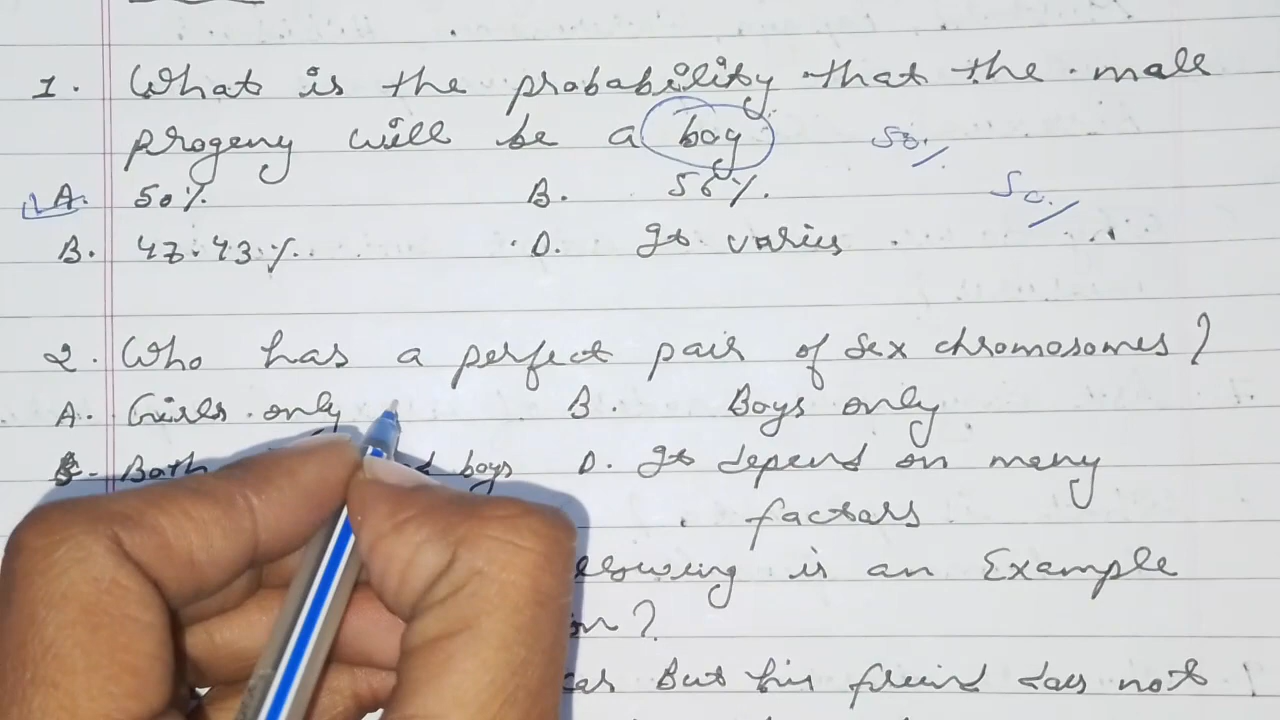 1. What is the probability that the male
progeny will be a boy 50%
A. 50% B. 56% 50%
B. 47.43% D. It varies
2. Who has a perfect pair of Sex chromosomes?
A. Girls only B. Boys only
Both boys D. It depend on many
factors
is an Example
But his freind does not